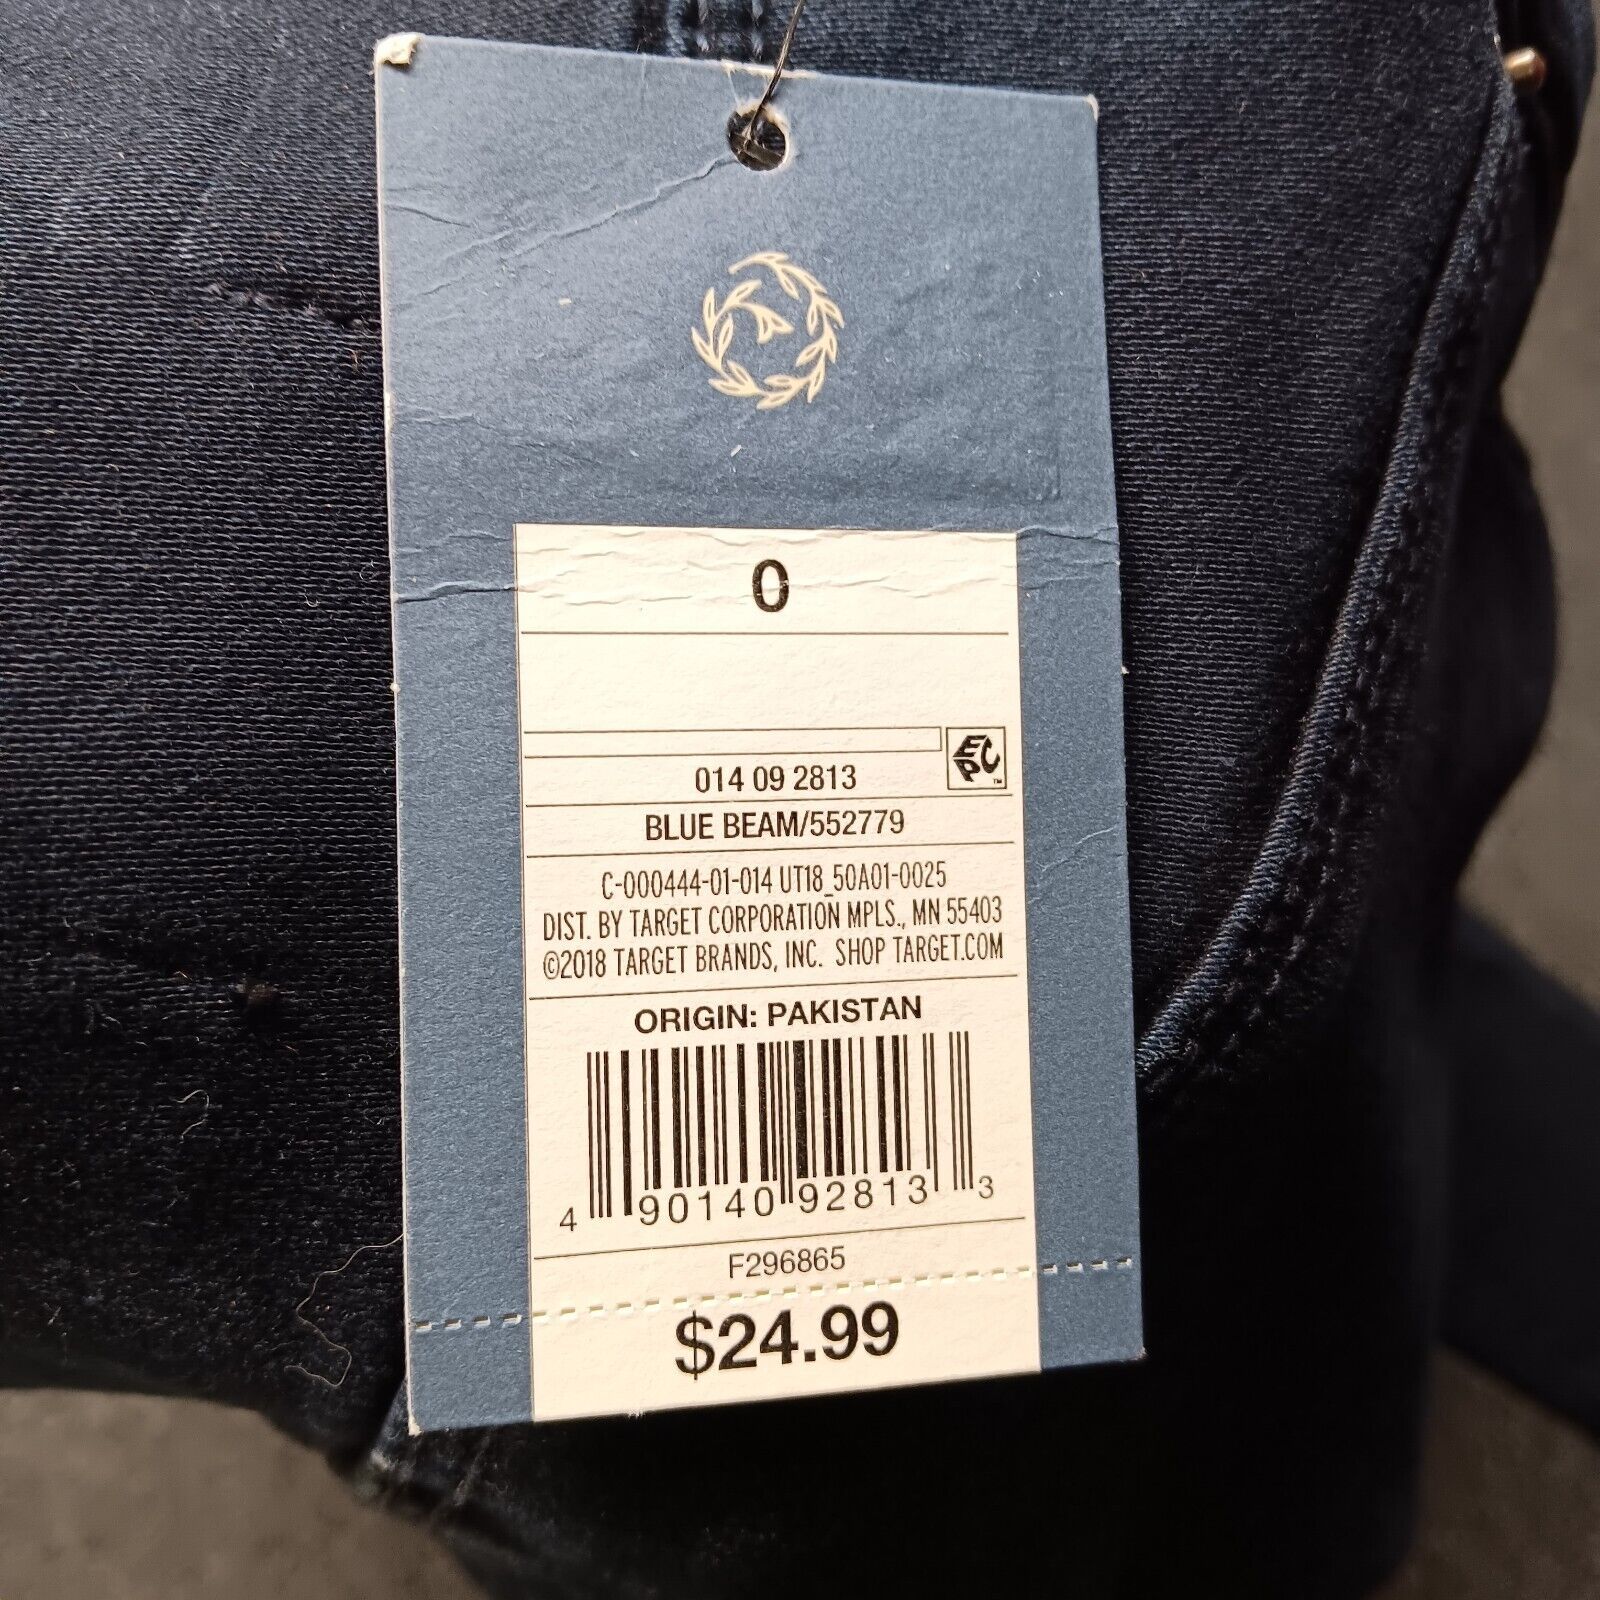 0
014 09 2813
EPC™
BLUE BEAM/552779
C-000444-01-014 UT18_50A01-0025
DIST. BY TARGET CORPORATION MPLS., MN 55403
©2018 TARGET BRANDS, INC. SHOP TARGET.COM
ORIGIN: PAKISTAN
4 90140 92813 3
F296865
$24.99